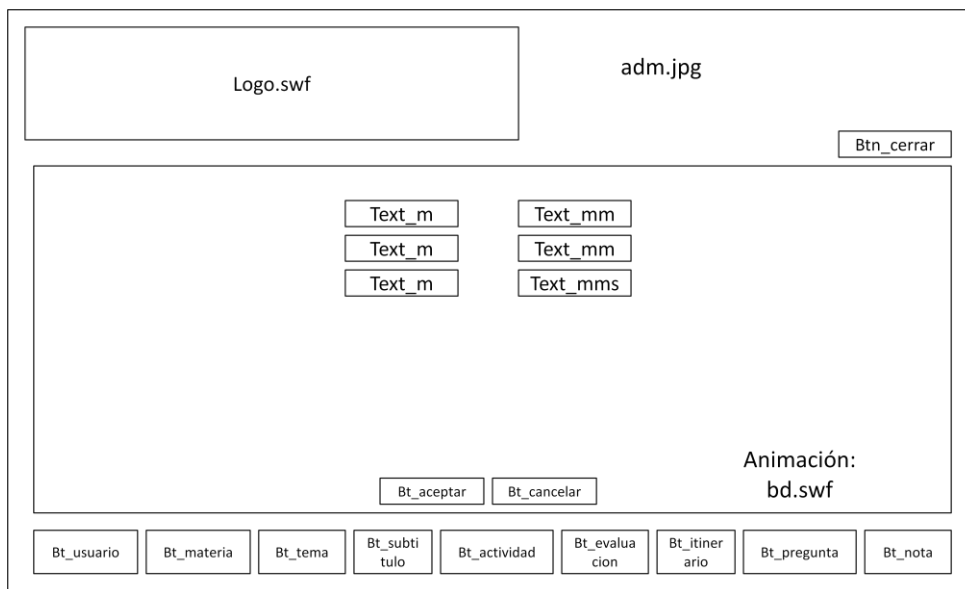 Logo.swf
adm.jpg
Btn_cerrar
Text_m
Text_mm
Text_m
Text_mm
Text_m
Text_mms
Animación:
bd.swf
Bt_aceptar
Bt_cancelar
Bt_usuario
Bt_materia
Bt_tema
Bt_subti
tulo
Bt_actividad
Bt_evalua
cion
Bt_itiner
ario
Bt_pregunta
Bt_nota